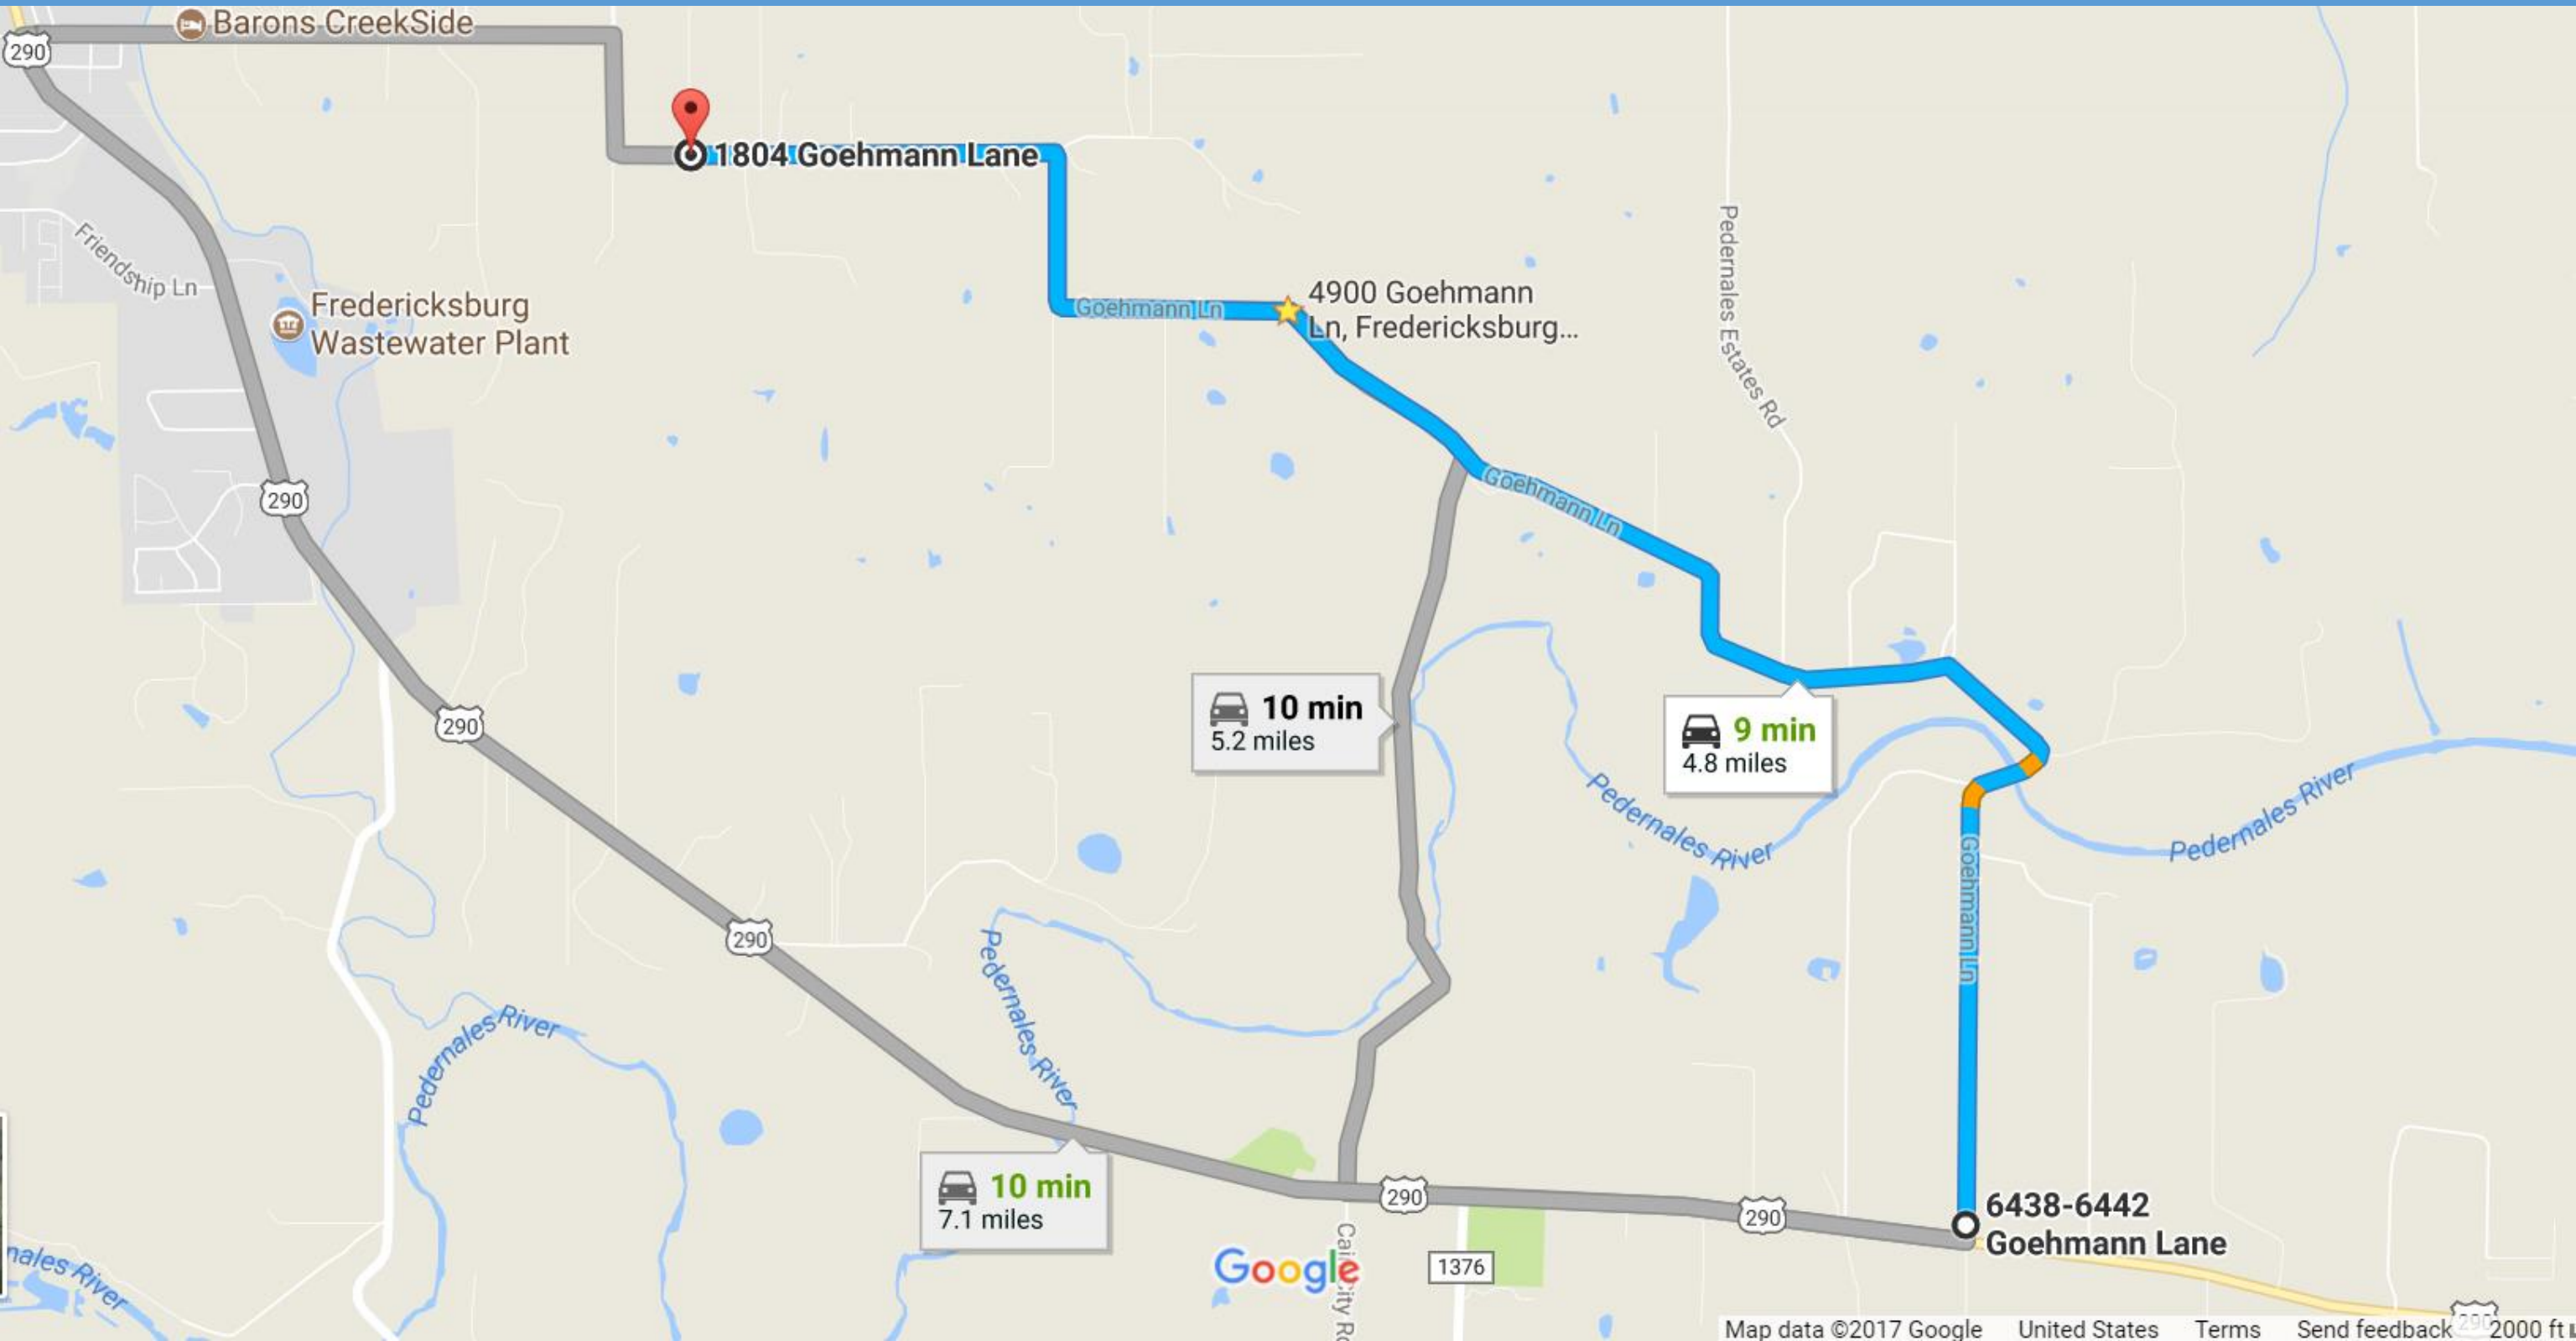 Barons CreekSide
290
1804 Goehmann Lane
Friendship Ln
Fredericksburg
Wastewater Plant
Goehmann Ln
4900 Goehmann
Ln, Fredericksburg...
Pedernales Estates Rd
Goehmann Ln
290
10 min
5.2 miles
9 min
4.8 miles
290
Pedernales River
Pedernales River
Goehmann Ln
290
Pedernales River
Pedernales River
10 min
7.1 miles
290
290
6438-6442
Goehmann Lane
nales River
Google
1376
290
Map data ©2017 Google United States Terms Send feedback 2000 ft